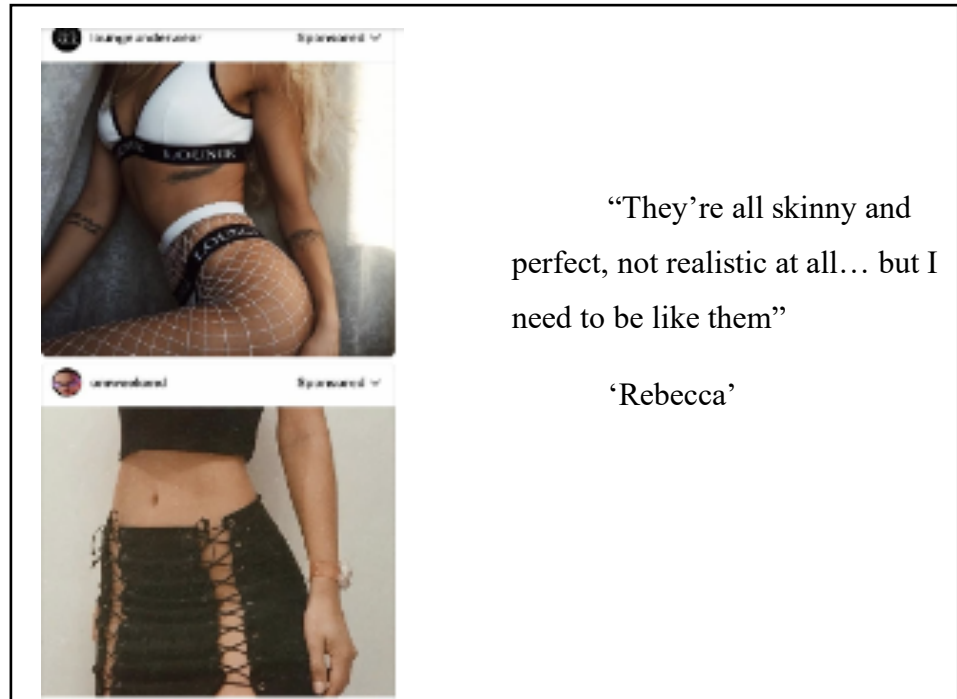 Sponsored
Sponsored
“They’re all skinny and
perfect, not realistic at all… but I
need to be like them”
‘Rebecca’